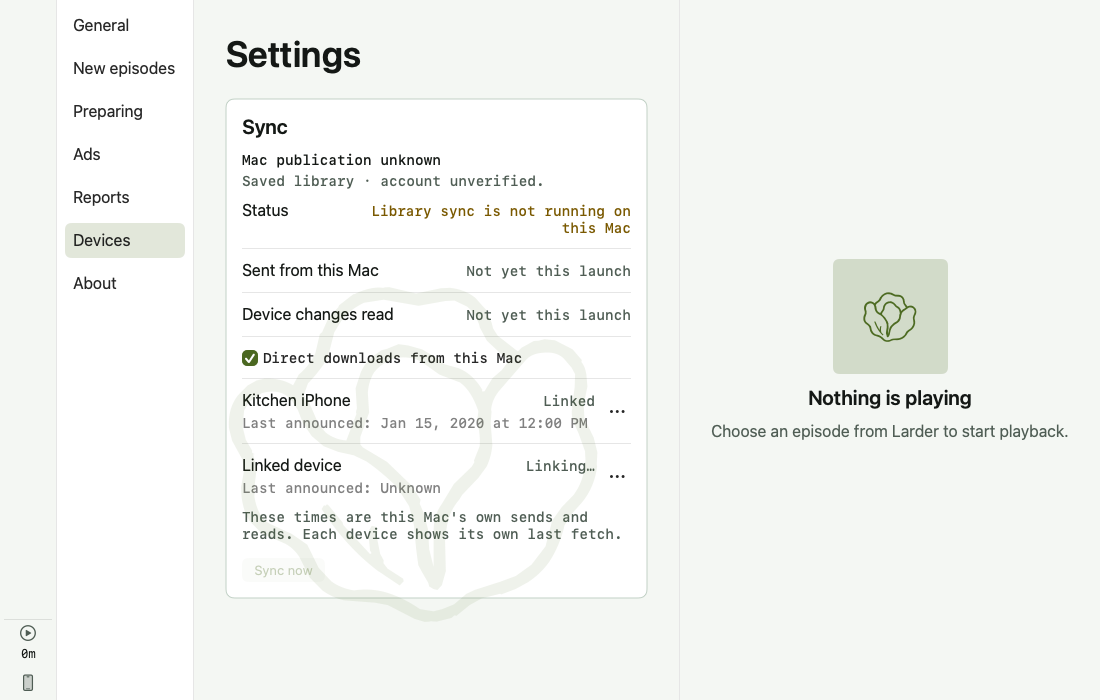 General
New episodes
Preparing
Ads
Reports
Devices
About
0m
Settings
Sync
Mac publication unknown
Saved library · account unverified.
Status
Library sync is not running on
this Mac
Sent from this Mac
Not yet this launch
Device changes read
Not yet this launch
Direct downloads from this Mac
Kitchen iPhone
Linked
Last announced: Jan 15, 2020 at 12:00 PM
Linked device
Linking…
Last announced: Unknown
These times are this Mac's own sends and
reads. Each device shows its own last fetch.
Sync now
Nothing is playing
Choose an episode from Larder to start playback.